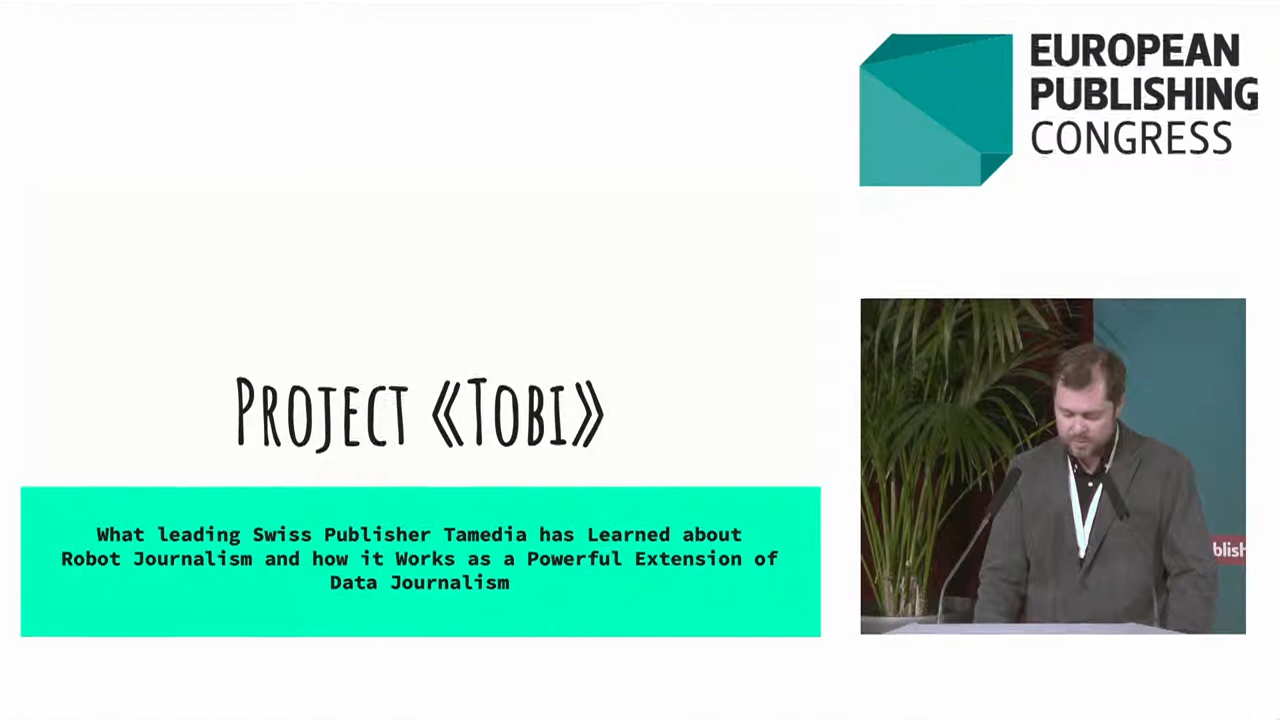 EUROPEAN
PUBLISHING
CONGRESS
PROJECT «TOBI»
What leading Swiss Publisher Tamedia has Learned about
Robot Journalism and how it Works as a Powerful Extension of
Data Journalism
blish